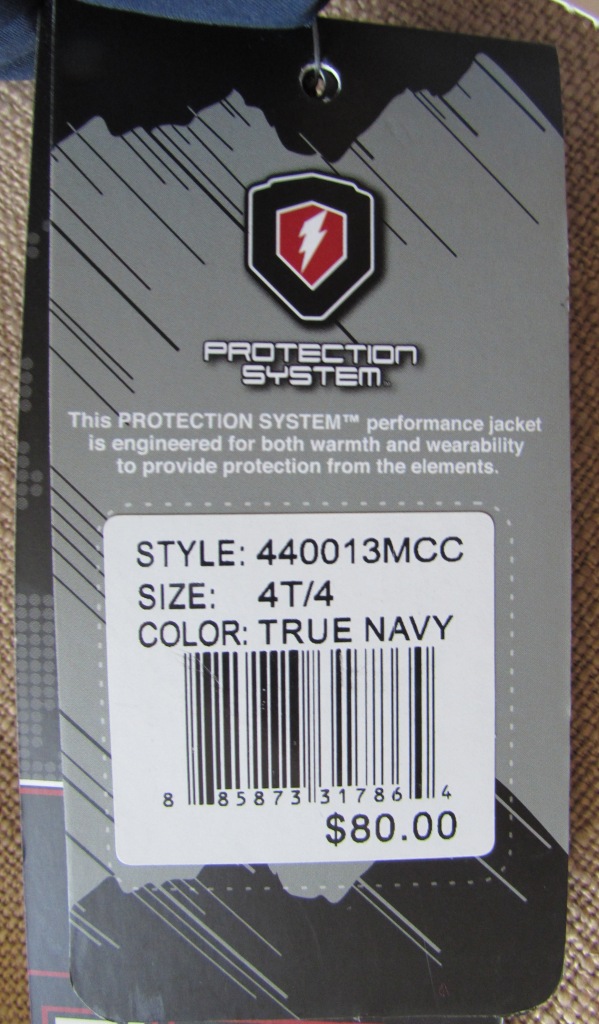 PROTECTION
SYSTEM™
This PROTECTION SYSTEM™ performance jacket
is engineered for both warmth and wearability
to provide protection from the elements.
STYLE: 440013MCC
SIZE: 4T/4
COLOR: TRUE NAVY
8 85873 31786 4
$80.00